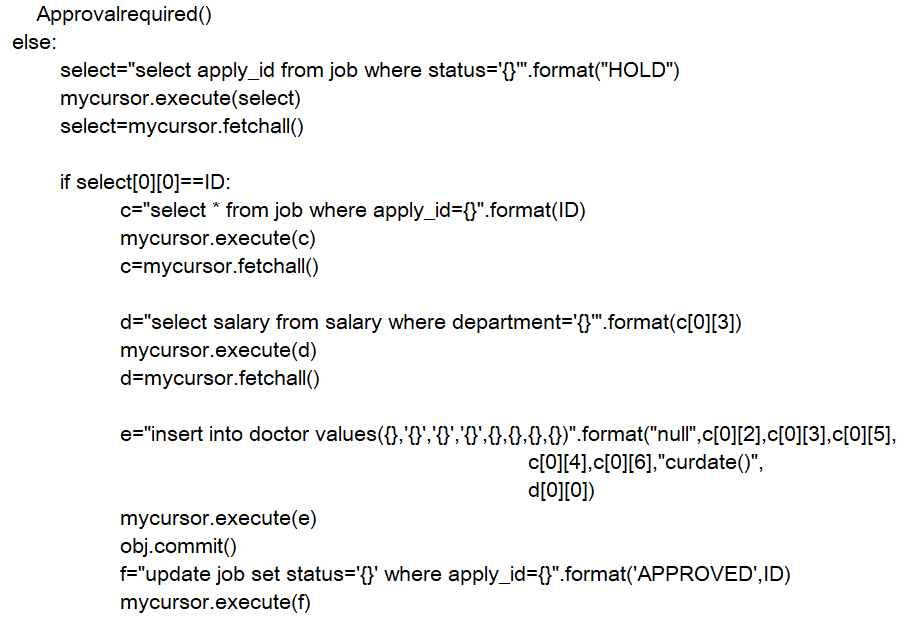 Approvalrequired()
else:
select="select apply_id from job where status='{}'".format("HOLD")
mycursor.execute(select)
select=mycursor.fetchall()
if select[0][0]==ID:
c="select * from job where apply_id={}".format(ID)
mycursor.execute(c)
c=mycursor.fetchall()
d="select salary from salary where department='{}'".format(c[0][3])
mycursor.execute(d)
d=mycursor.fetchall()
e="insert into doctor values({},'{}','{}','{}',{},{},{},{})".format("null",c[0][2],c[0][3],c[0][5],
c[0][4],c[0][6],"curdate()",
d[0][0])
mycursor.execute(e)
obj.commit()
f="update job set status='{}' where apply_id={}".format('APPROVED',ID)
mycursor.execute(f)